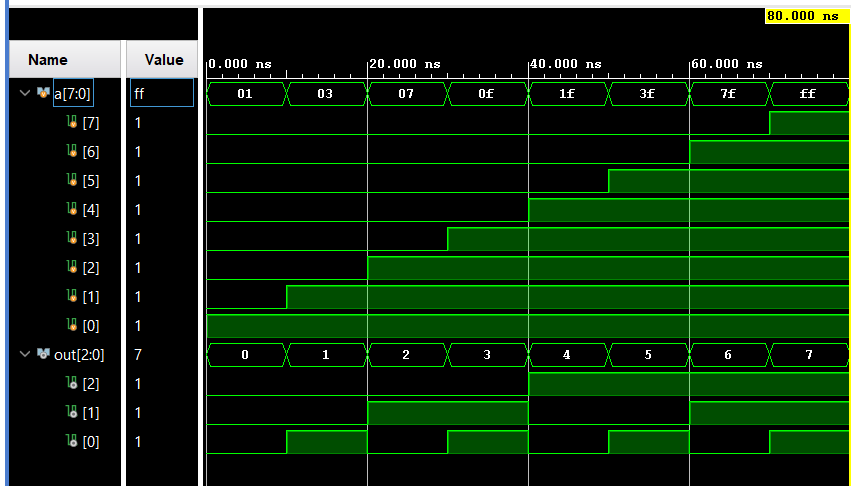 80.000 ns
Name Value
0.000 ns 20.000 ns 40.000 ns 60.000 ns
a[7:0] ff 01 03 07 0f 1f 3f 7f ff
[7] 1
[6] 1
[5] 1
[4] 1
[3] 1
[2] 1
[1] 1
[0] 1
out[2:0] 7 0 1 2 3 4 5 6 7
[2] 1
[1] 1
[0] 1